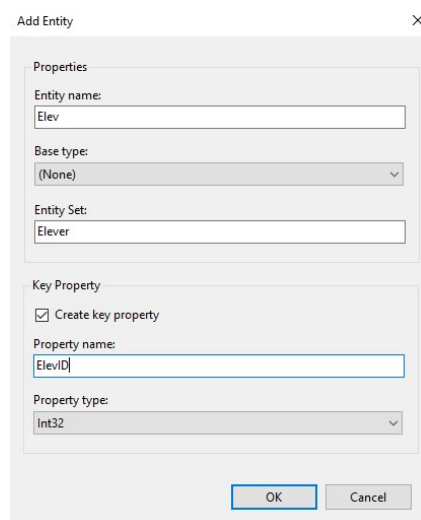 Add Entity
Properties
Entity name:
Elev
Base type:
(None)
Entity Set:
Elever
Key Property
Create key property
Property name:
ElevID
Property type:
Int32
OK Cancel